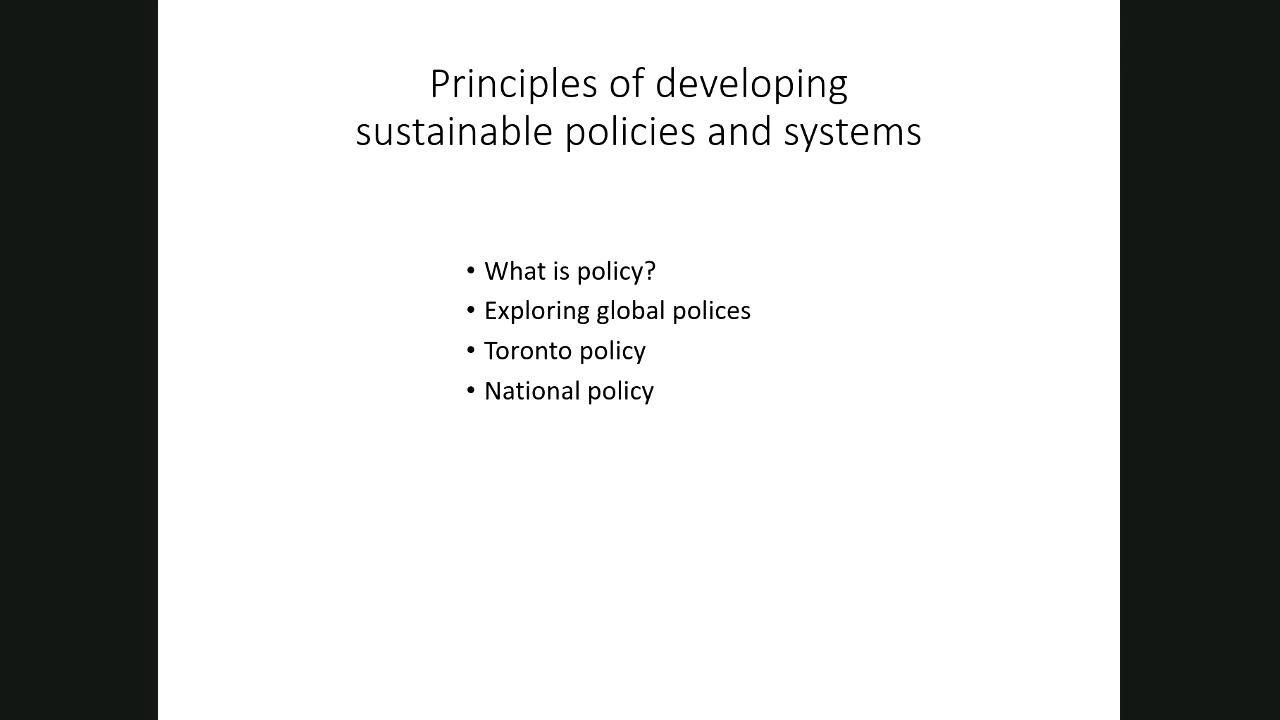 Principles of developing
sustainable policies and systems
• What is policy?
• Exploring global polices
• Toronto policy
• National policy